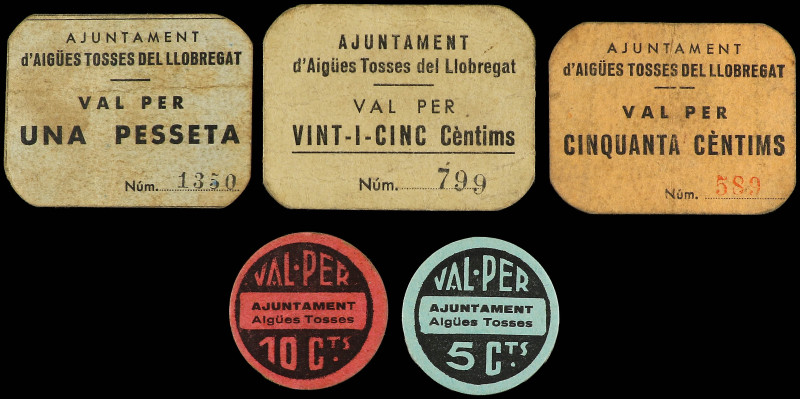 AJUNTAMENT
d'AIGÜES TOSSES DEL LLOBREGAT
VAL PER
UNA PESSETA
Núm. 1350
AJUNTAMENT
d'Aigües Tosses del Llobregat
VAL PER
VINT-I-CINC Cèntims
Núm. 799
AJUNTAMENT
d'AIGÜES TOSSES DEL LLOBREGAT
VAL PER
CINQUANTA CÈNTIMS
Núm. 589
VAL·PER
AJUNTAMENT
Aigües Tosses
10 CTS.
VAL·PER
AJUNTAMENT
Aigües Tosses
5 CTS.